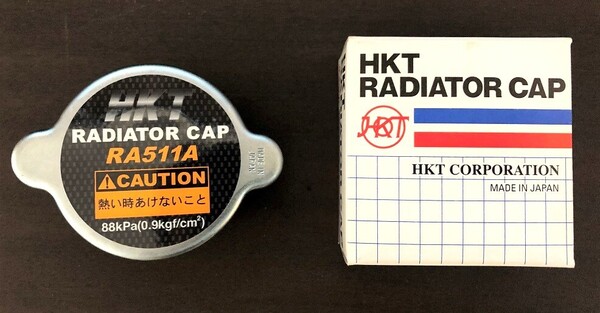 HKT
RADIATOR CAP
RA511A
CAUTION
熱い時あけないこと
88kPa(0.9kgf/cm²)
HKT
RADIATOR CAP
HKT
HKT CORPORATION
MADE IN JAPAN